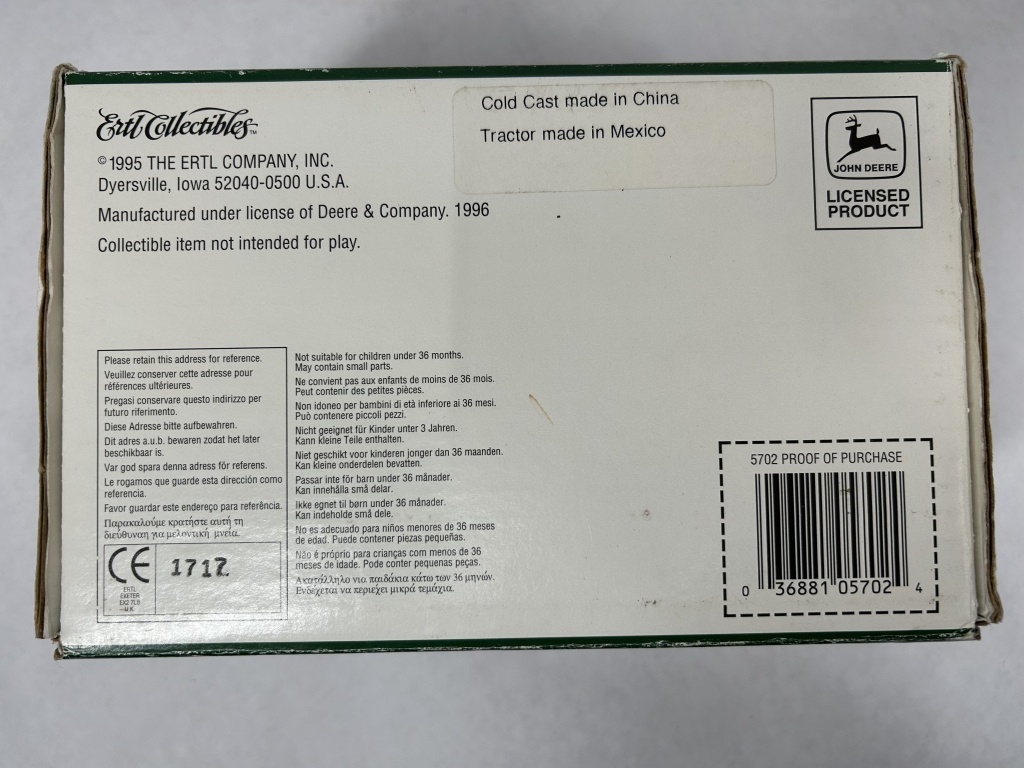 Ertl Collectibles™
©1995 THE ERTL COMPANY, INC.
Dyersville, Iowa 52040-0500 U.S.A.
Manufactured under license of Deere & Company. 1996
Collectible item not intended for play.
Cold Cast made in China
Tractor made in Mexico
JOHN DEERE
LICENSED
PRODUCT
Please retain this address for reference.
Veuillez conserver cette adresse pour
références ultérieures.
Pregasi conservare questo indirizzo per
futuro riferimento.
Diese Adresse bitte aufbewahren.
Dit adres a.u.b. bewaren zodat het later
beschikbaar is.
Var god spara denna adress för referens.
Le rogamos que guarde esta dirección como
referencia.
Favor guardar este endereço para referência.
Παρακαλούμε κρατήστε αυτή τη
διεύθυναη για μελοντική μνεία.
CE
1717
ERTL
EXETER
EX2 7LB
U.K.
Not suitable for children under 36 months.
May contain small parts.
Ne convient pas aux enfants de moins de 36 mois.
Peut contenir des petites pièces.
Non idoneo per bambini di età inferiore ai 36 mesi.
Puó contenere piccoli pezzi.
Nicht geeignet für Kinder unter 3 Jahren.
Kann kleine Teile enthalten.
Niet geschikt voor kinderen jonger dan 36 maanden.
Kan kleine onderdelen bevatten.
Passar inte för barn under 36 månader.
Kan innehålla små delar.
Ikke egnet til børn under 36 månader.
Kan indeholde små dele.
No es adecuado para niños menores de 36 meses
de edad. Puede contener piezas pequeñas.
Não é próprio para crianças com menos de 36
meses de idade. Pode conter pequenas peças.
Ακατάλληλο για παιδάκια κάτω των 36 μηνών.
Ενδέχεται να περιέχει μικρά τεμάχια.
5702 PROOF OF PURCHASE
0 36881 05702 4